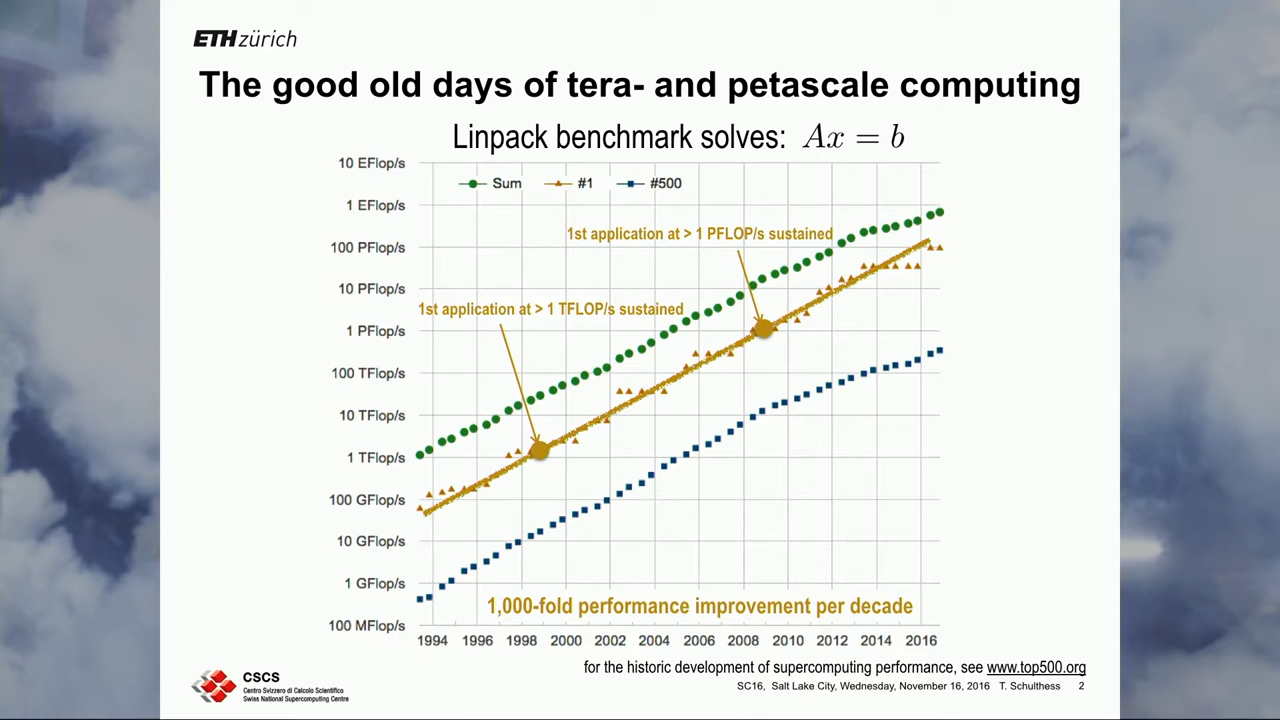 ETH zürich
The good old days of tera- and petascale computing
Linpack benchmark solves: Ax = b
10 EFlop/s
Sum #1 #500
1 EFlop/s
1st application at > 1 PFLOP/s sustained
100 PFlop/s
10 PFlop/s
1st application at > 1 TFLOP/s sustained
1 PFlop/s
100 TFlop/s
10 TFlop/s
1 TFlop/s
100 GFlop/s
10 GFlop/s
1 GFlop/s
1,000-fold performance improvement per decade
100 MFlop/s
1994 1996 1998 2000 2002 2004 2006 2008 2010 2012 2014 2016
for the historic development of supercomputing performance, see www.top500.org
CSCS
Centro Svizzero di Calcolo Scientifico
Swiss National Supercomputing Centre
SC16, Salt Lake City, Wednesday, November 16, 2016 T. Schulthess 2